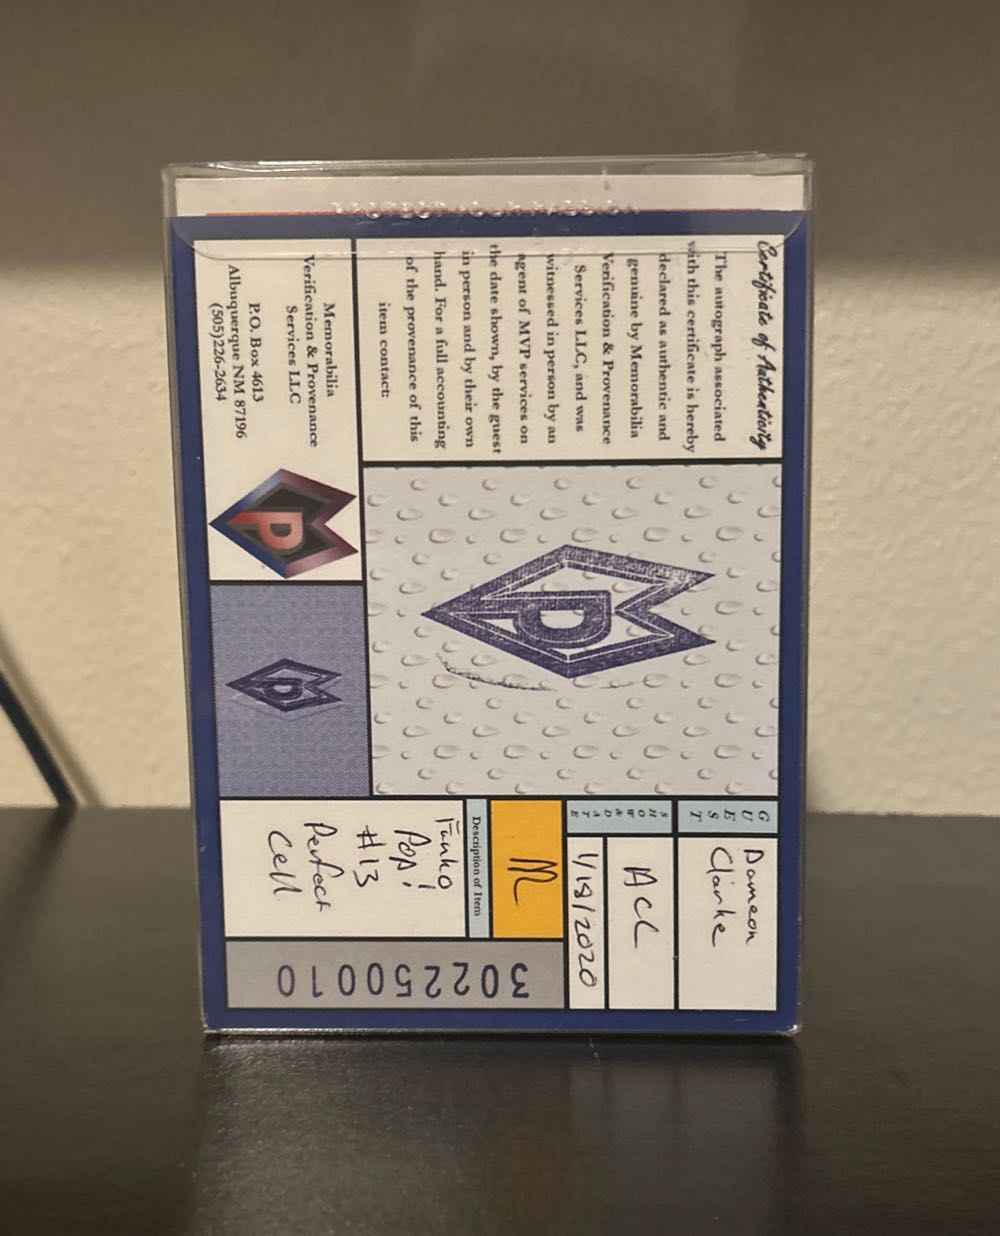 Certificate of Authenticity
The autograph associated
with this certificate is hereby
declared as authentic and
genuine by Memorabilia
Verification & Provenance
Services LLC, and was
witnessed in person by an
agent of MVP services on
the date shown, by the guest
in person and by their own
hand. For a full accounting
of the provenance of this
item contact:
Memorabilia
Verification & Provenance
Services LLC
P.O. Box 4613
Albuquerque NM 87196
(505)226-2634
GUEST
Dameon
Clarke
SHOW & DATE
ACC
1/18/2020
Description of Item
Funko
Pop!
#13
Perfect
Cell
302250010